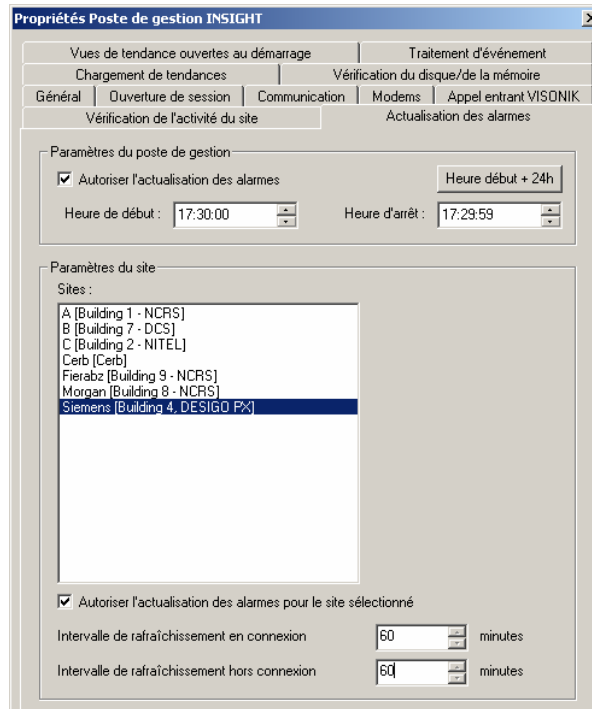 Propriétés Poste de gestion INSIGHT
Vues de tendance ouvertes au démarrage
Traitement d'événement
Chargement de tendances
Vérification du disque/de la mémoire
Général
Ouverture de session
Communication
Modems
Appel entrant VISONIK
Vérification de l'activité du site
Actualisation des alarmes
Paramètres du poste de gestion
Autoriser l'actualisation des alarmes
Heure début + 24h
Heure de début : 17:30:00
Heure d'arrêt : 17:29:59
Paramètres du site
Sites :
A [Building 1 - NCRS]
B [Building 7 - DCS]
C [Building 2 - NITEL]
Cerb [Cerb]
Fierabz [Building 9 - NCRS]
Morgan [Building 8 - NCRS]
Siemens [Building 4, DESIGO PX]
Autoriser l'actualisation des alarmes pour le site sélectionné
Intervalle de rafraîchissement en connexion 60 minutes
Intervalle de rafraîchissement hors connexion 60 minutes